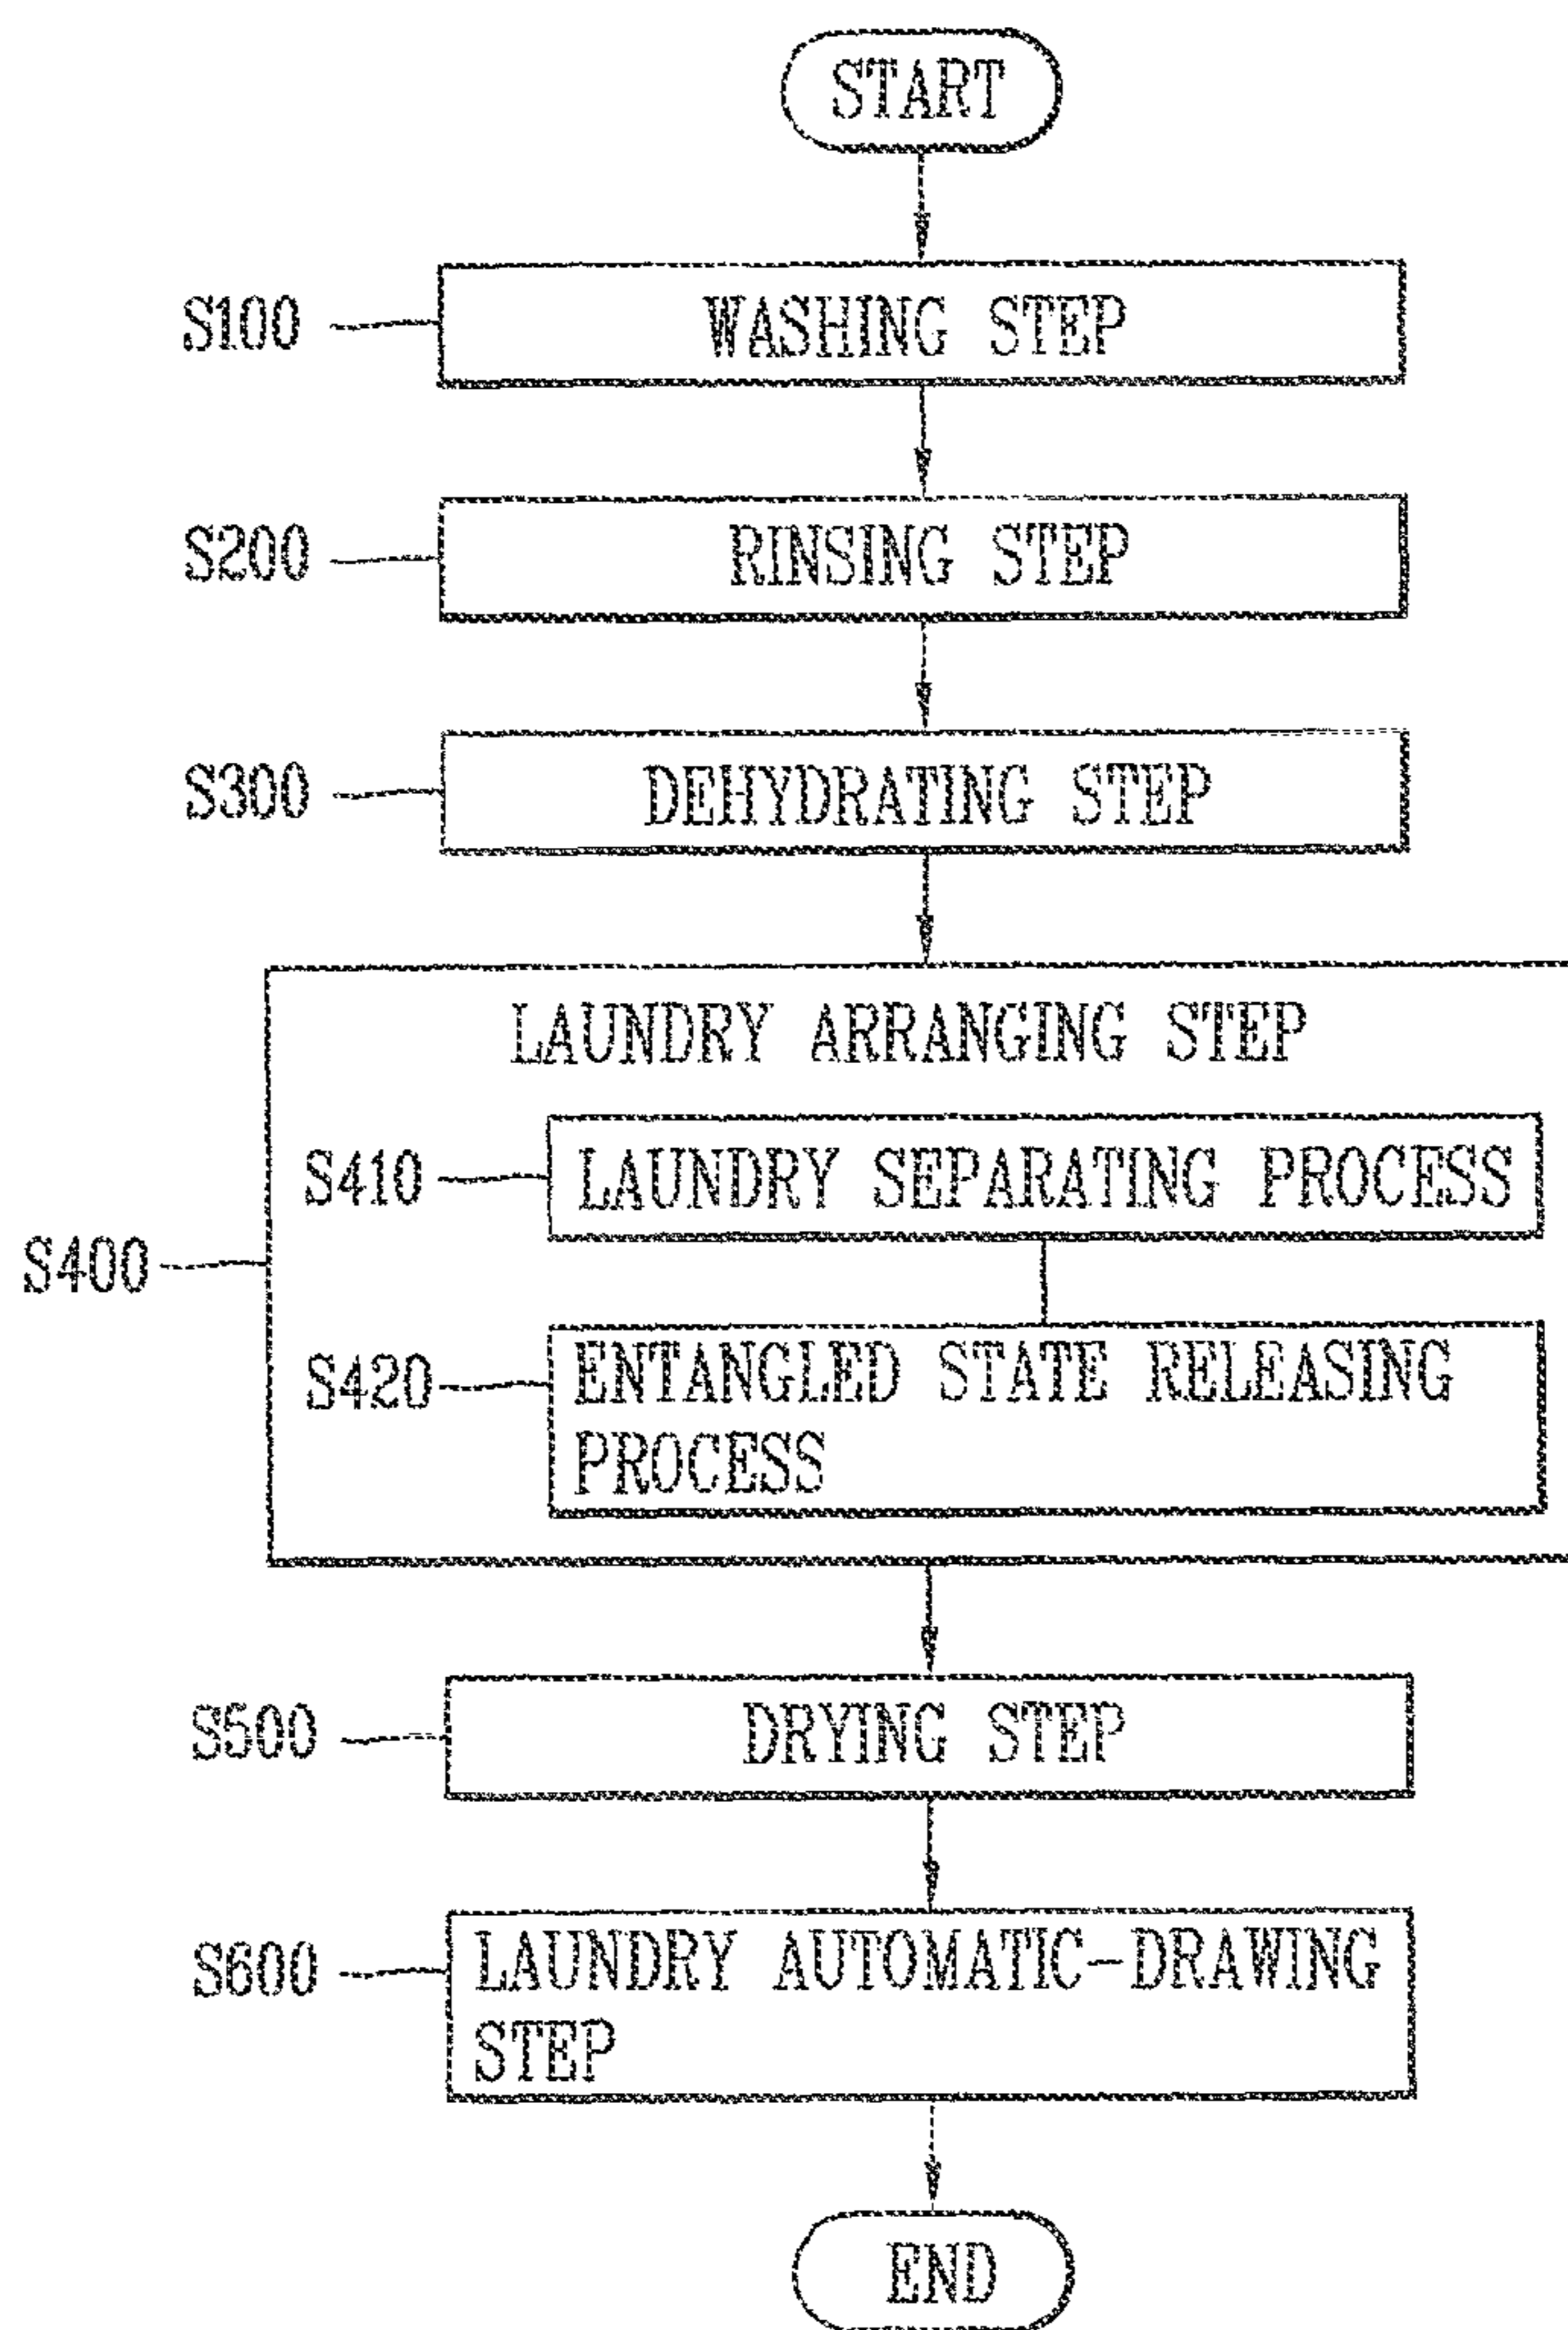 START
S100
WASHING STEP
S200
RINSING STEP
S300
DEHYDRATING STEP
LAUNDRY ARRANGING STEP
S410
LAUNDRY SEPARATING PROCESS
S400
S420
ENTANGLED STATE RELEASING
PROCESS
S500
DRYING STEP
S600
LAUNDRY AUTOMATIC-DRAWING
STEP
END